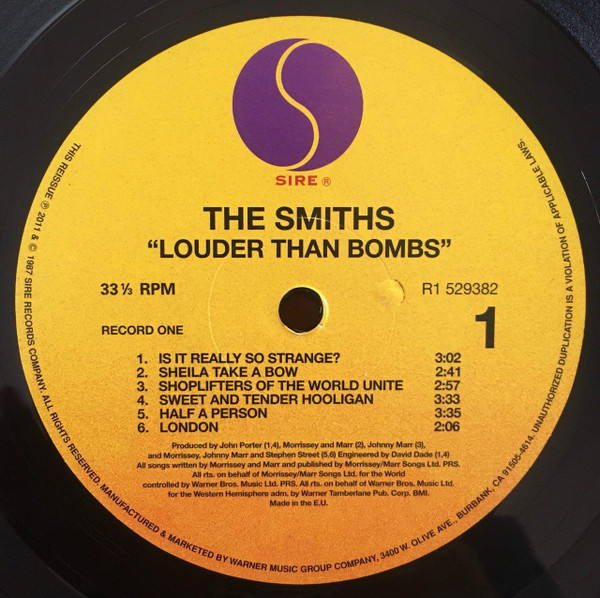 SIRE ®
THE SMITHS
"LOUDER THAN BOMBS"
33 ⅓ RPM
R1 529382
RECORD ONE
1
1. IS IT REALLY SO STRANGE? 3:02
2. SHEILA TAKE A BOW 2:41
3. SHOPLIFTERS OF THE WORLD UNITE 2:57
4. SWEET AND TENDER HOOLIGAN 3:33
5. HALF A PERSON 3:35
6. LONDON 2:06
Produced by John Porter (1,4), Morrissey and Marr (2), Johnny Marr (3),
and Morrissey, Johnny Marr and Stephen Street (5,6) Engineered by David Dade (1,4)
All songs written by Morrissey and Marr and published by Morrissey/Marr Songs Ltd. PRS.
All rts. on behalf of Morrissey/Marr Songs Ltd. for the World
controlled by Warner Bros. Music Ltd. PRS. All rts. on behalf of Warner Bros. Music Ltd.
for the Western Hemisphere adm. by Warner Tamberlane Pub. Corp. BMI.
Made in the E.U.
THIS REISSUE ℗ 2011 & © 1987 SIRE RECORDS COMPANY. ALL RIGHTS RESERVED. MANUFACTURED & MARKETED BY WARNER MUSIC GROUP COMPANY, 3400 W. OLIVE AVE., BURBANK, CA 91505-4614. UNAUTHORIZED DUPLICATION IS A VIOLATION OF APPLICABLE LAWS.